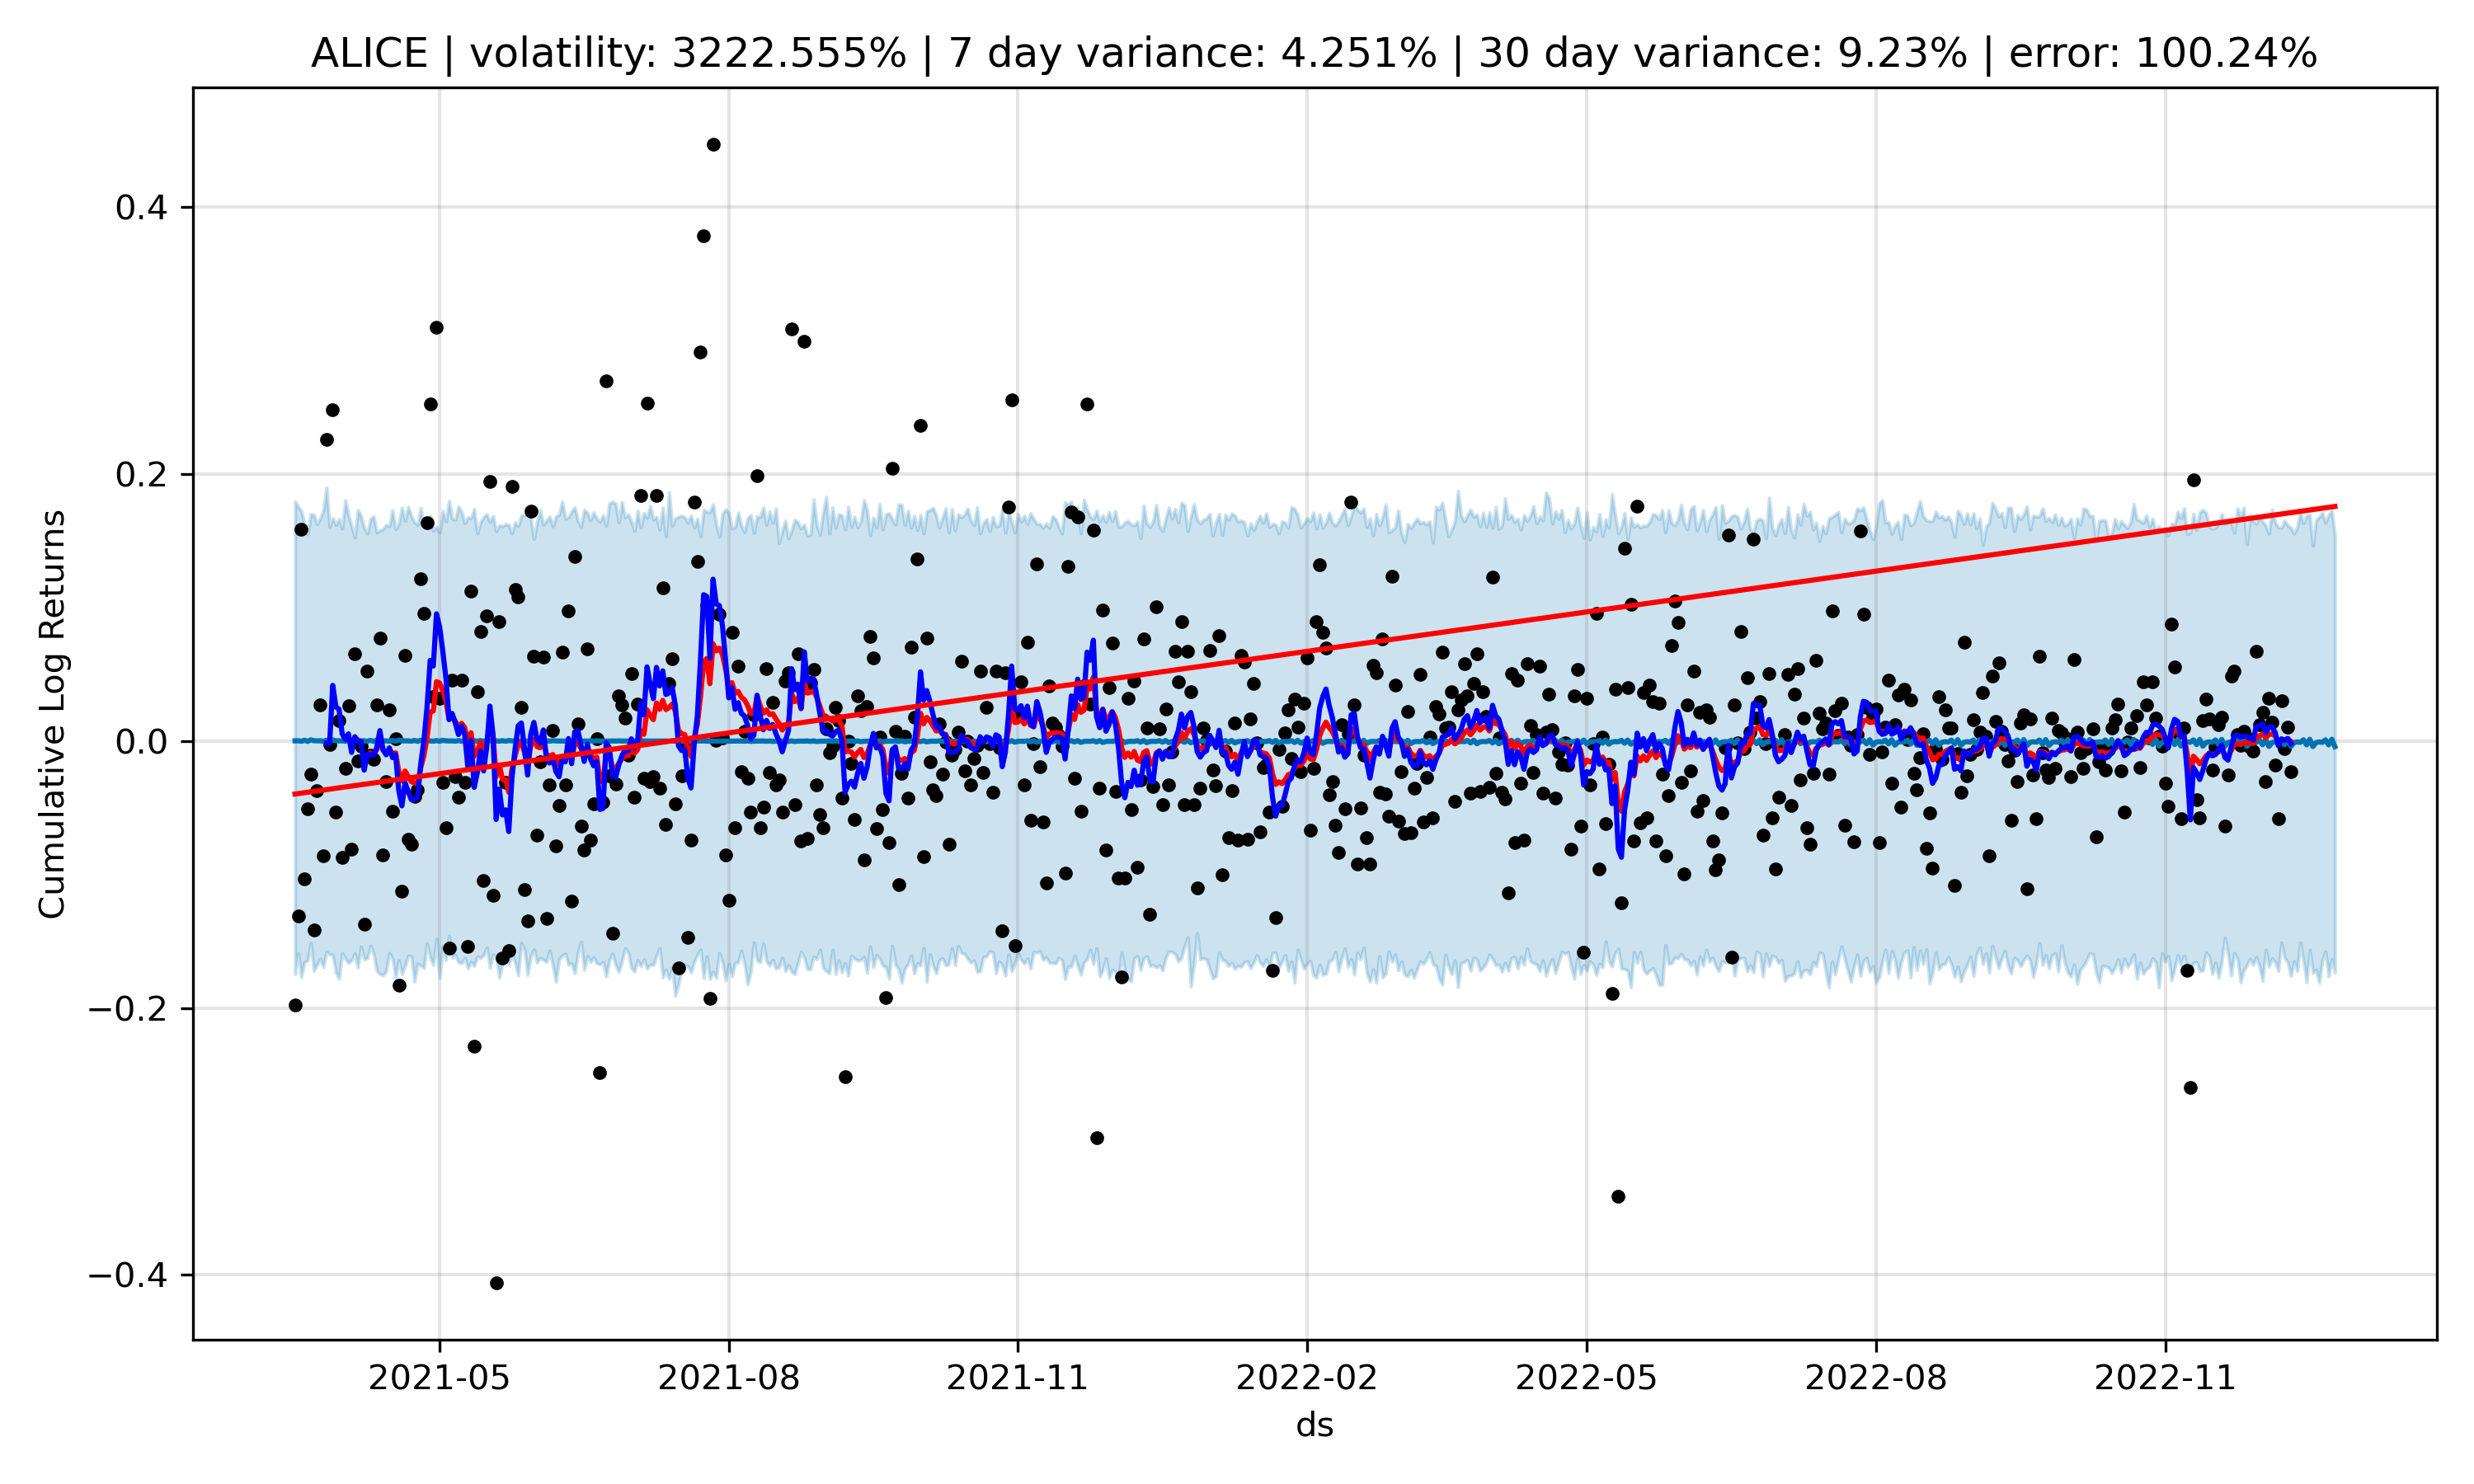 ALICE | volatility: 3222.555% | 7 day variance: 4.251% | 30 day variance: 9.23% | error: 100.24%
Cumulative Log Returns
0.4
0.2
0.0
−0.2
−0.4
2021-05 2021-08 2021-11 2022-02 2022-05 2022-08 2022-11
ds